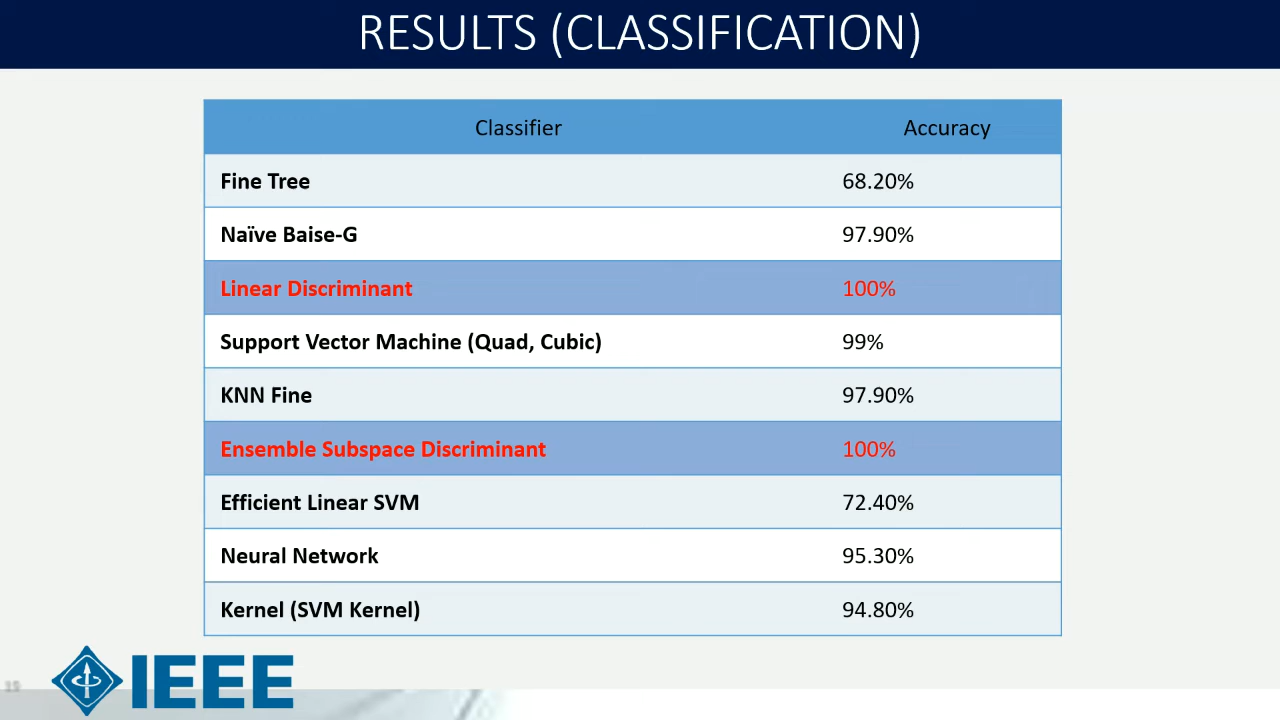 RESULTS (CLASSIFICATION)
Classifier Accuracy
Fine Tree 68.20%
Naïve Baise-G 97.90%
Linear Discriminant 100%
Support Vector Machine (Quad, Cubic) 99%
KNN Fine 97.90%
Ensemble Subspace Discriminant 100%
Efficient Linear SVM 72.40%
Neural Network 95.30%
Kernel (SVM Kernel) 94.80%
IEEE